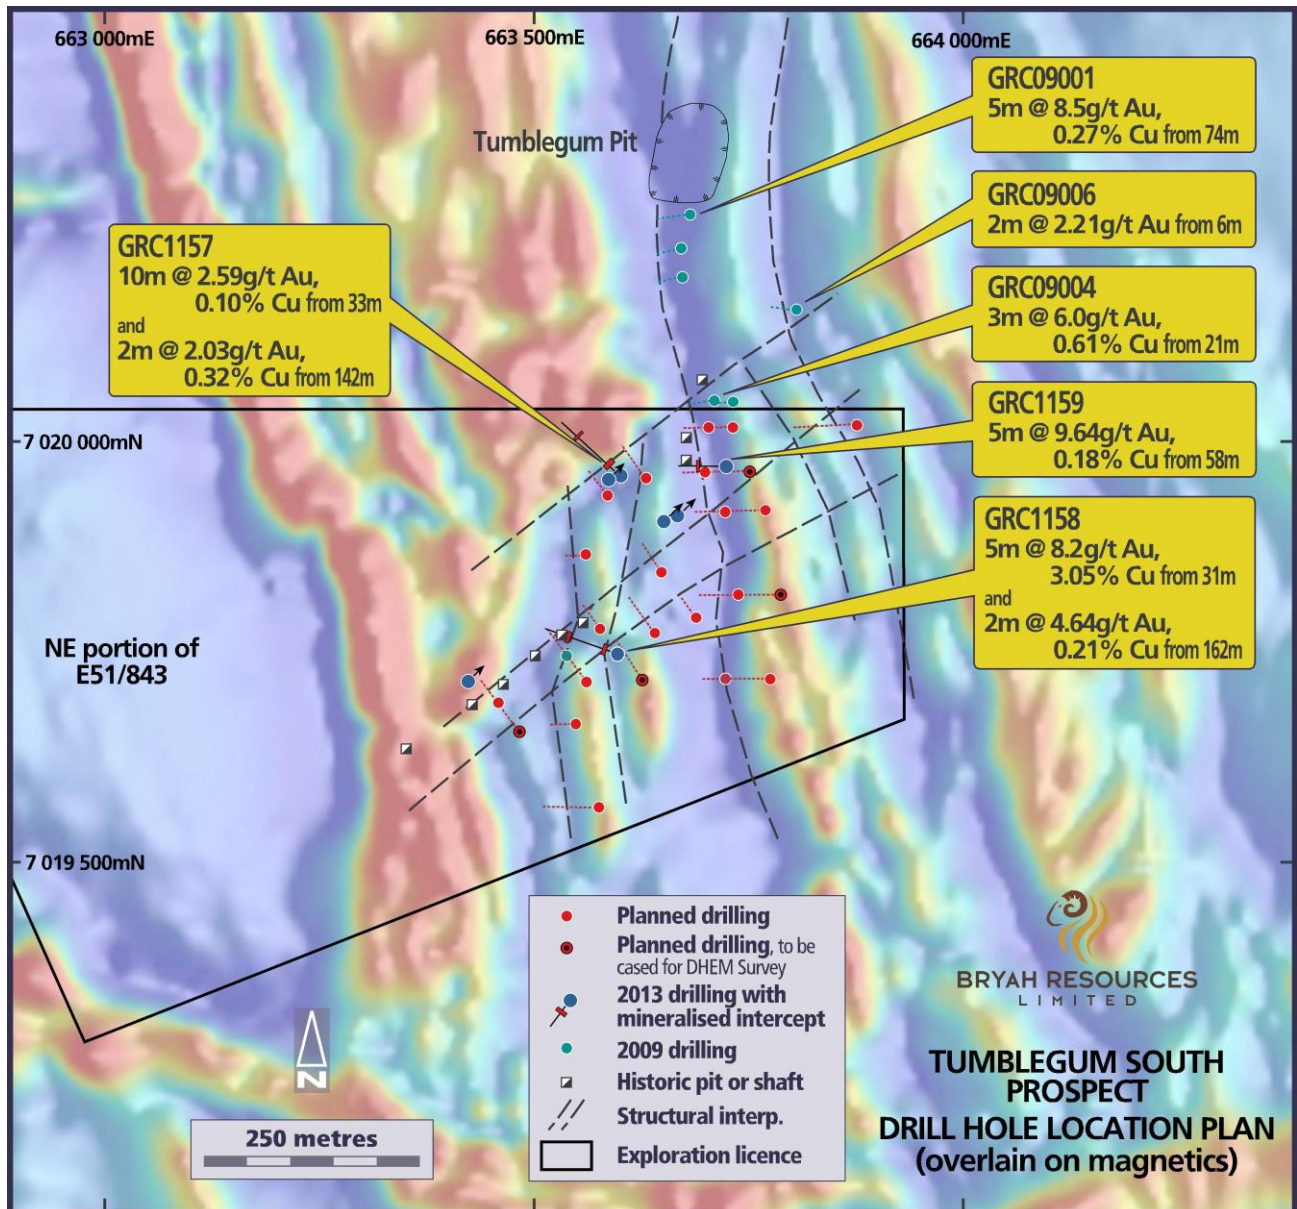 663 000mE
663 500mE
664 000mE
Tumblegum Pit
GRC09001
5m @ 8.5g/t Au,
0.27% Cu from 74m
GRC09006
2m @ 2.21g/t Au from 6m
GRC1157
10m @ 2.59g/t Au,
0.10% Cu from 33m
and
2m @ 2.03g/t Au,
0.32% Cu from 142m
GRC09004
3m @ 6.0g/t Au,
0.61% Cu from 21m
GRC1159
5m @ 9.64g/t Au,
0.18% Cu from 58m
7 020 000mN
GRC1158
5m @ 8.2g/t Au,
3.05% Cu from 31m
and
2m @ 4.64g/t Au,
0.21% Cu from 162m
NE portion of
E51/843
7 019 500mN
Planned drilling
Planned drilling, to be
cased for DHEM Survey
2013 drilling with
mineralised intercept
2009 drilling
Historic pit or shaft
Structural interp.
Exploration licence
N
250 metres
BRYAH RESOURCES
LIMITED
TUMBLEGUM SOUTH
PROSPECT
DRILL HOLE LOCATION PLAN
(overlain on magnetics)